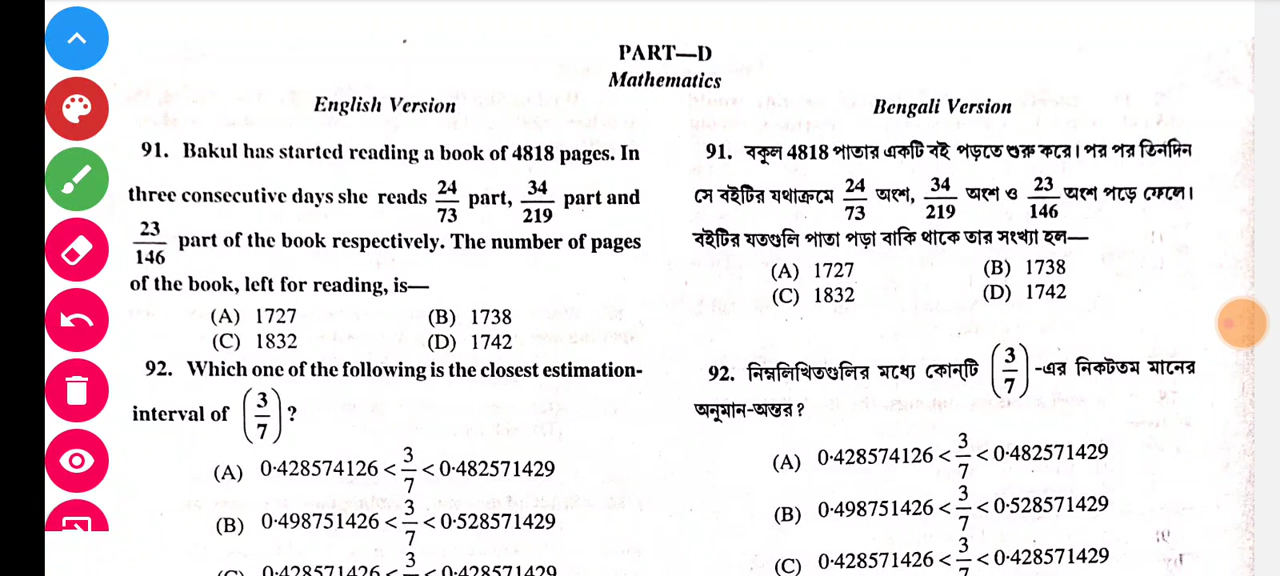 PART—D
Mathematics
English Version
91. Bakul has started reading a book of 4818 pages. In
three consecutive days she reads 24/73 part, 34/219 part and
23/146 part of the book respectively. The number of pages
of the book, left for reading, is—
(A) 1727 (B) 1738
(C) 1832 (D) 1742
92. Which one of the following is the closest estimation-
interval of (3/7) ?
(A) 0·428574126 < 3/7 < 0·482571429
(B) 0·498751426 < 3/7 < 0·528571429
(C) 0·428571426 < 3/7 < 0·428571429
Bengali Version
91. বকুল 4818 পাতার একটি বই পড়তে শুরু করে। পর পর তিনদিন
সে বইটির যথাক্রমে 24/73 অংশ, 34/219 অংশ ও 23/146 অংশ পড়ে ফেলে।
বইটির যতগুলি পাতা পড়া বাকি থাকে তার সংখ্যা হল—
(A) 1727 (B) 1738
(C) 1832 (D) 1742
92. নিম্নলিখিতগুলির মধ্যে কোন্‌টি (3/7) -এর নিকটতম মানের
অনুমান-অন্তর ?
(A) 0·428574126 < 3/7 < 0·482571429
(B) 0·498751426 < 3/7 < 0·528571429
(C) 0·428571426 < 3/7 < 0·428571429